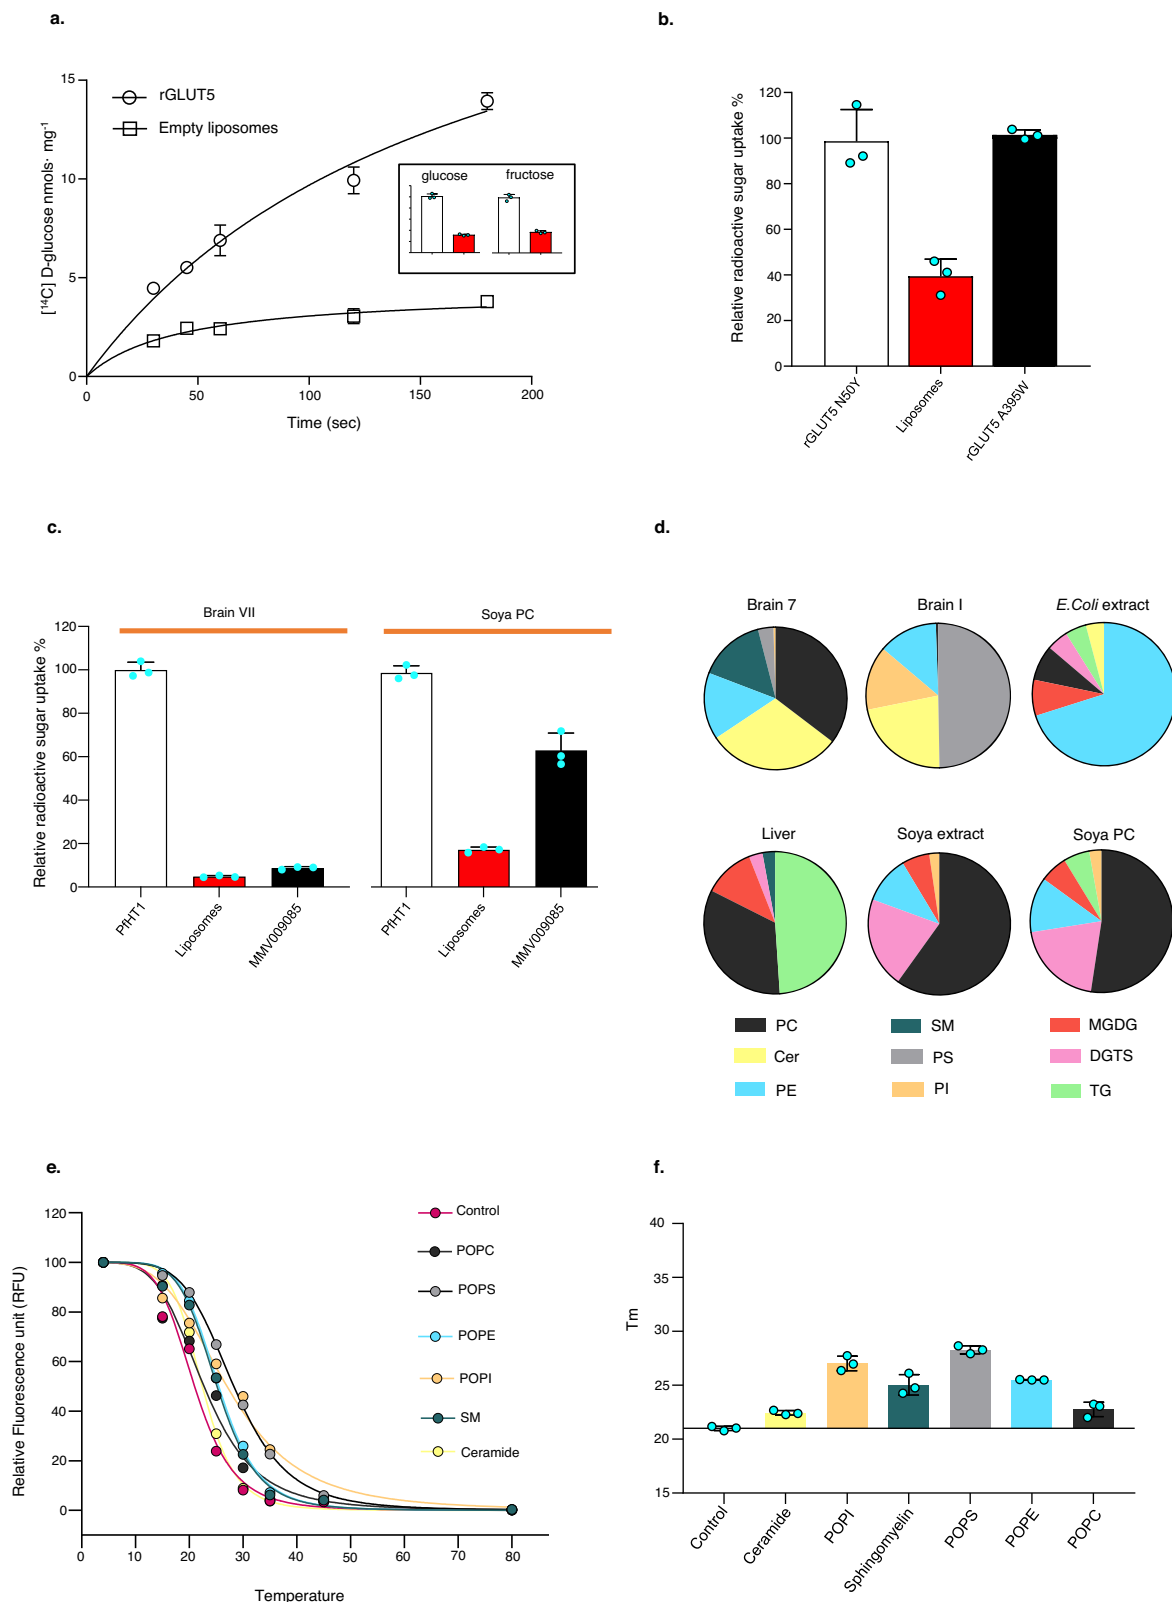 a.
15
10
5
0
[¹⁴C] D-glucose nmols· mg⁻¹
rGLUT5
Empty liposomes
glucose
fructose
0
50
100
150
200
Time (sec)
b.
120
100
80
60
40
20
0
Relative radioactive sugar uptake %
rGLUT5 N50Y
Liposomes
rGLUT5 A395W
c.
Brain VII
Soya PC
120
100
80
60
40
20
0
Relative radioactive sugar uptake %
PfHT1
Liposomes
MMV009085
PfHT1
Liposomes
MMV009085
d.
Brain 7
Brain I
E.Coli extract
Liver
Soya extract
Soya PC
PC
SM
MGDG
Cer
PS
DGTS
PE
PI
TG
e.
120
100
80
60
40
20
0
Relative Fluorescence unit (RFU)
Control
POPC
POPS
POPE
POPI
SM
Ceramide
0
10
20
30
40
50
60
70
80
Temperature
f.
40
35
30
25
20
15
Tm
Control
Ceramide
POPI
Sphingomyelin
POPS
POPE
POPC